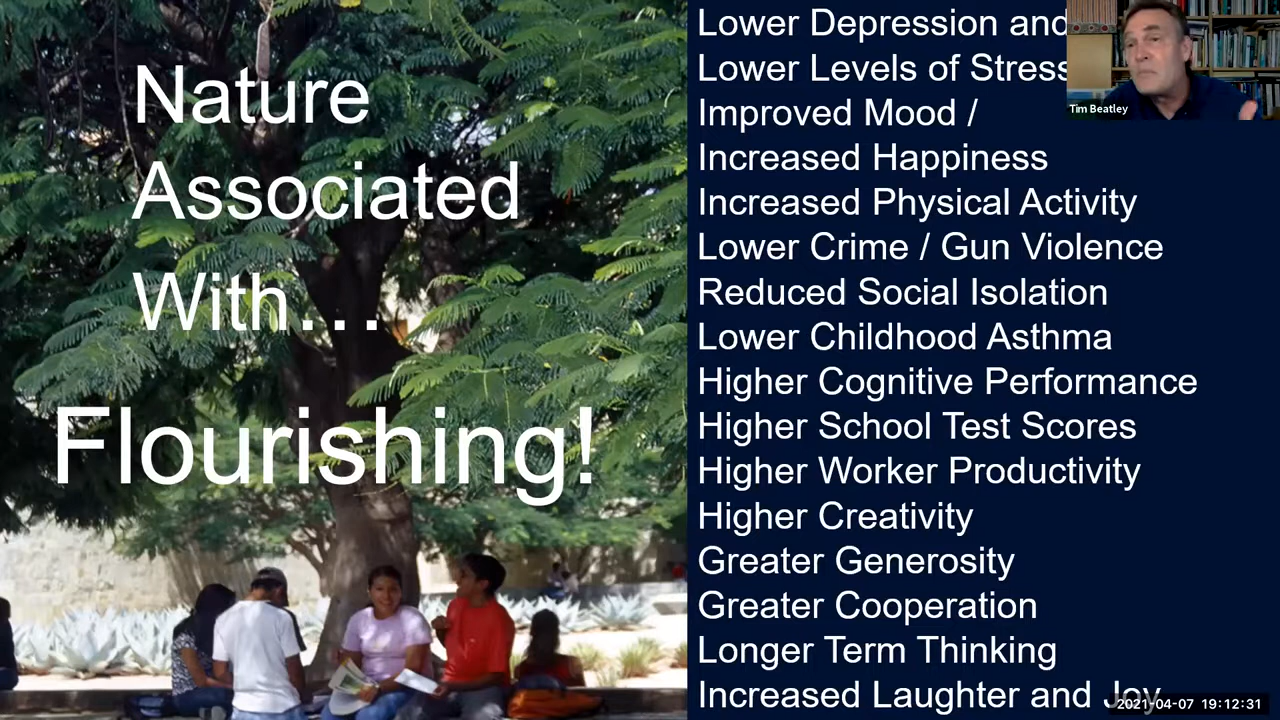 Nature
Associated
With…
Flourishing!
Lower Depression and
Lower Levels of Stress
Improved Mood /
Increased Happiness
Increased Physical Activity
Lower Crime / Gun Violence
Reduced Social Isolation
Lower Childhood Asthma
Higher Cognitive Performance
Higher School Test Scores
Higher Worker Productivity
Higher Creativity
Greater Generosity
Greater Cooperation
Longer Term Thinking
Increased Laughter and Joy
Tim Beatley
2021-04-07 19:12:31